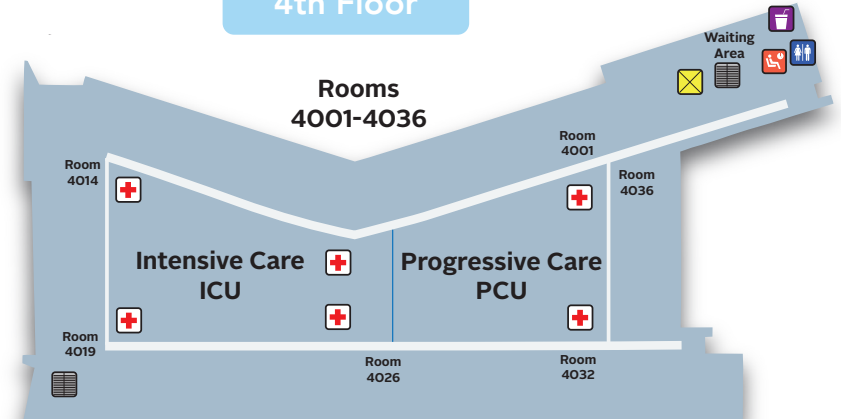 4th Floor
Waiting
Area
Rooms
4001-4036
Room
4001
Room
4014
Room
4036
Intensive Care
ICU
Progressive Care
PCU
Room
4019
Room
4026
Room
4032